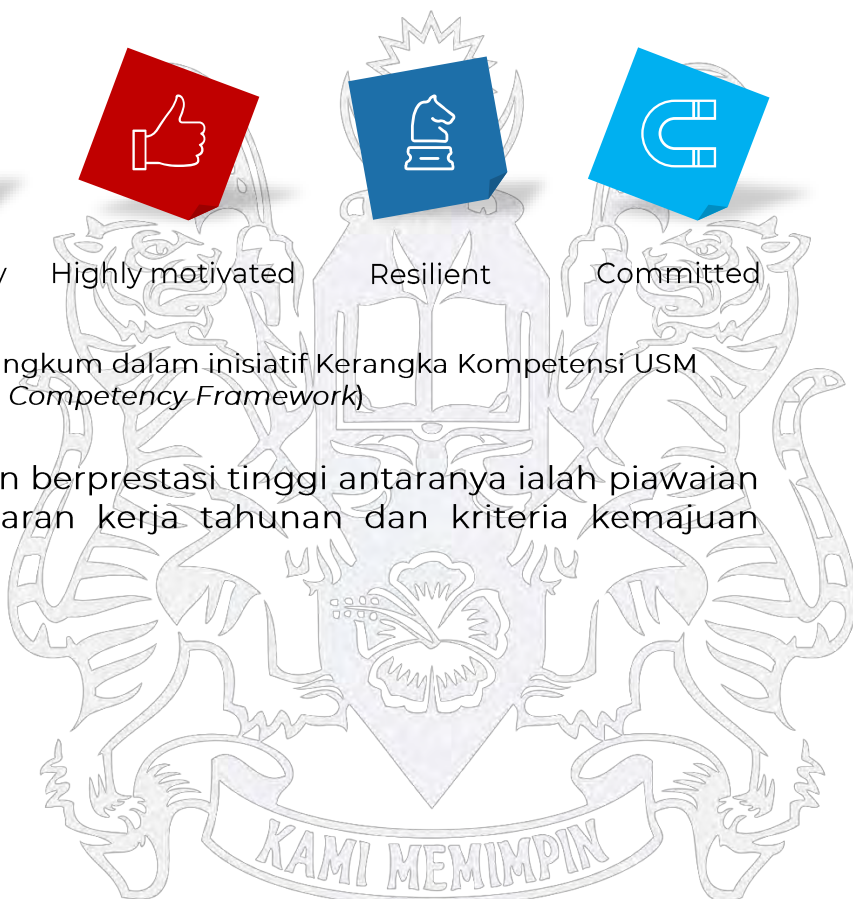 Highly motivated Resilient Committed
ngkum dalam inisiatif Kerangka Kompetensi USM
Competency Framework)
n berprestasi tinggi antaranya ialah piawaian
aran kerja tahunan dan kriteria kemajuan
KAMI MEMIMPIN